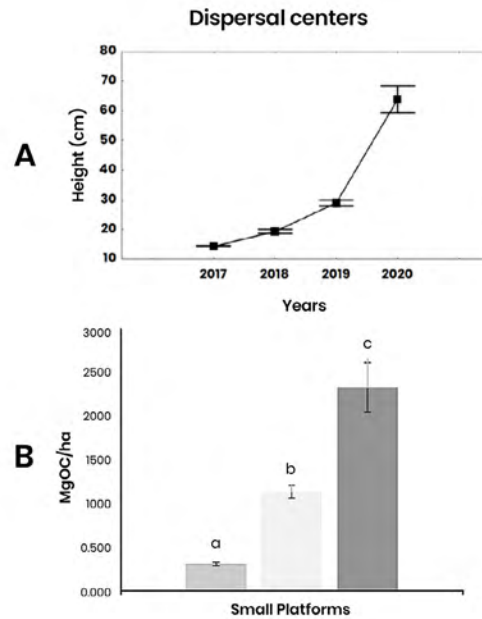 Dispersal centers
A
Height (cm)
80
70
60
50
40
30
20
10
2017 2018 2019 2020
Years
B
MgOC/ha
3000
2500
2000
1500
1000
0.500
0.000
a
b
c
Small Platforms